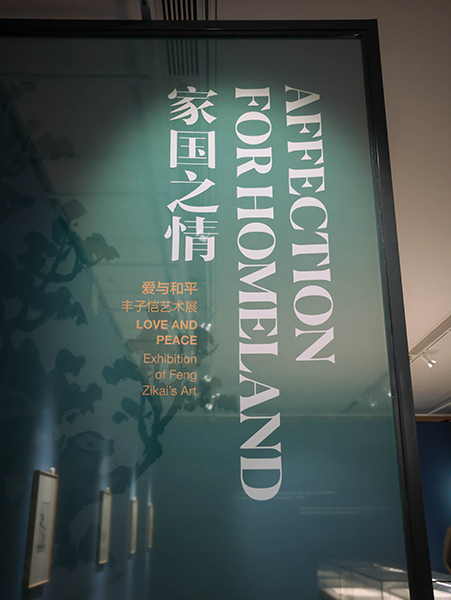 家国之情
AFFECTION
FOR HOMELAND
爱与和平
丰子恺艺术展
LOVE AND
PEACE
Exhibition
of Feng
Zikai's Art